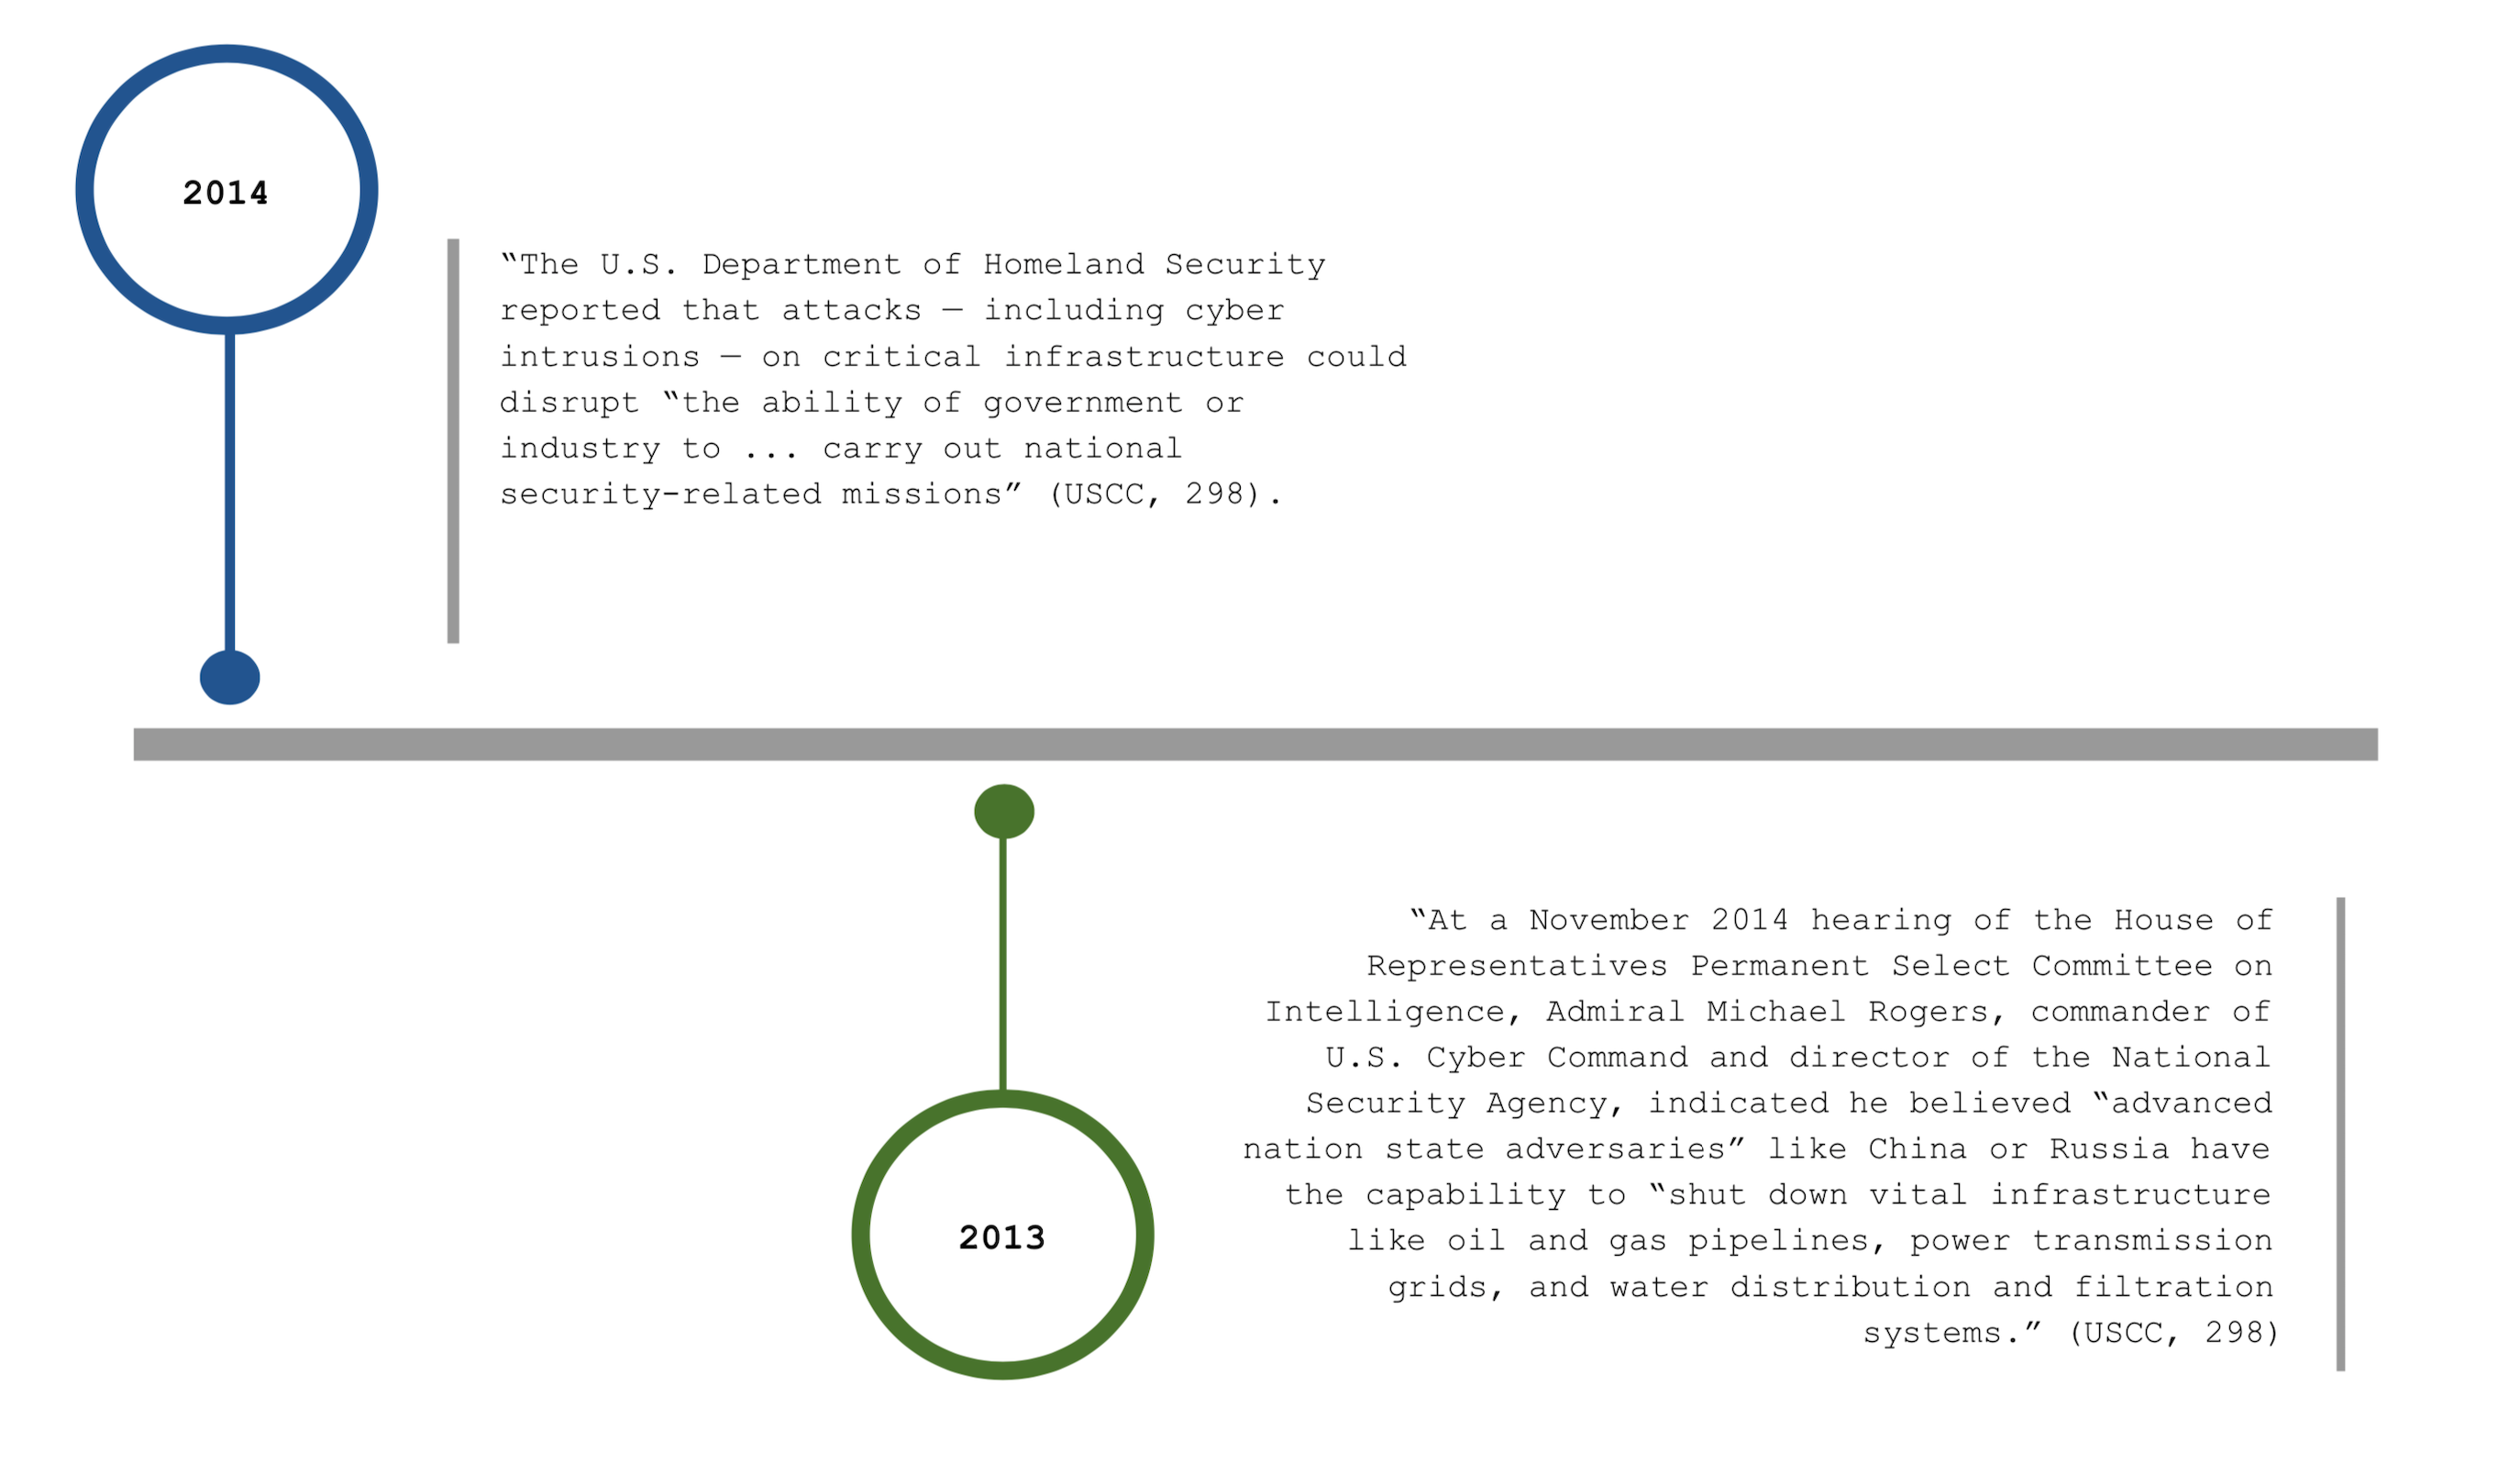 2014
“The U.S. Department of Homeland Security
reported that attacks — including cyber
intrusions — on critical infrastructure could
disrupt “the ability of government or
industry to ... carry out national
security-related missions” (USCC, 298).
“At a November 2014 hearing of the House of
Representatives Permanent Select Committee on
Intelligence, Admiral Michael Rogers, commander of
U.S. Cyber Command and director of the National
Security Agency, indicated he believed “advanced
nation state adversaries” like China or Russia have
the capability to “shut down vital infrastructure
like oil and gas pipelines, power transmission
grids, and water distribution and filtration
systems.” (USCC, 298)
2013